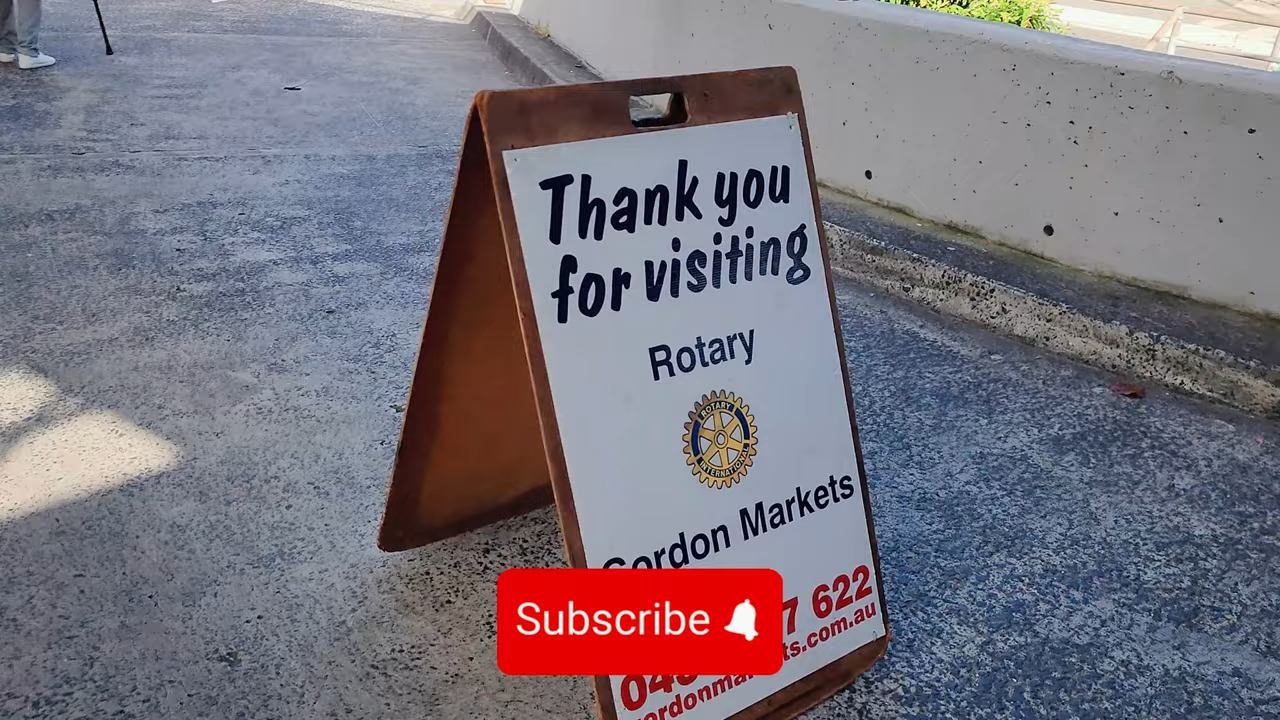 Thank you
for visiting
Rotary
ROTARY
INTERNATIONAL
Gordon Markets
Subscribe
7 622
ts.com.au